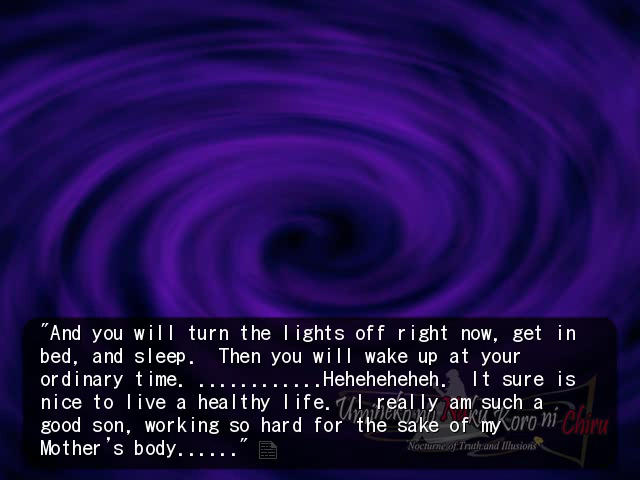 "And you will turn the lights off right now, get in
bed, and sleep.  Then you will wake up at your
ordinary time. ............Heheheheheh.  It sure is
nice to live a healthy life.  I really am such a
good son, working so hard for the sake of my
Mother's body......"
Umineko no Naku Koro ni Chiru
Nocturne of Truth and Illusions